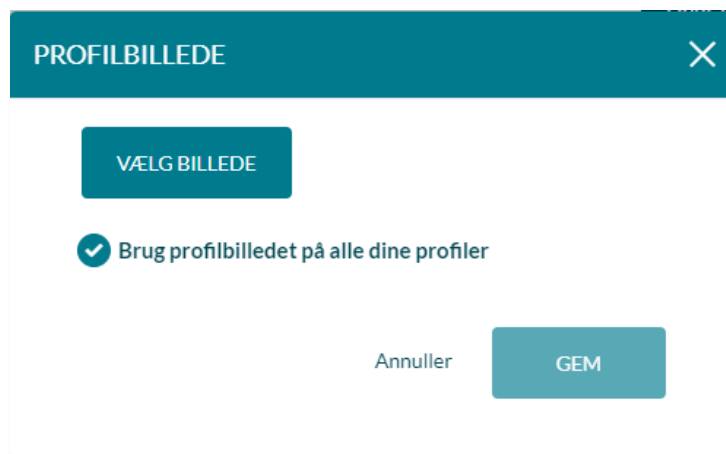 PROFILBILLEDE
VÆLG BILLEDE
Brug profilbilledet på alle dine profiler
Annuller
GEM